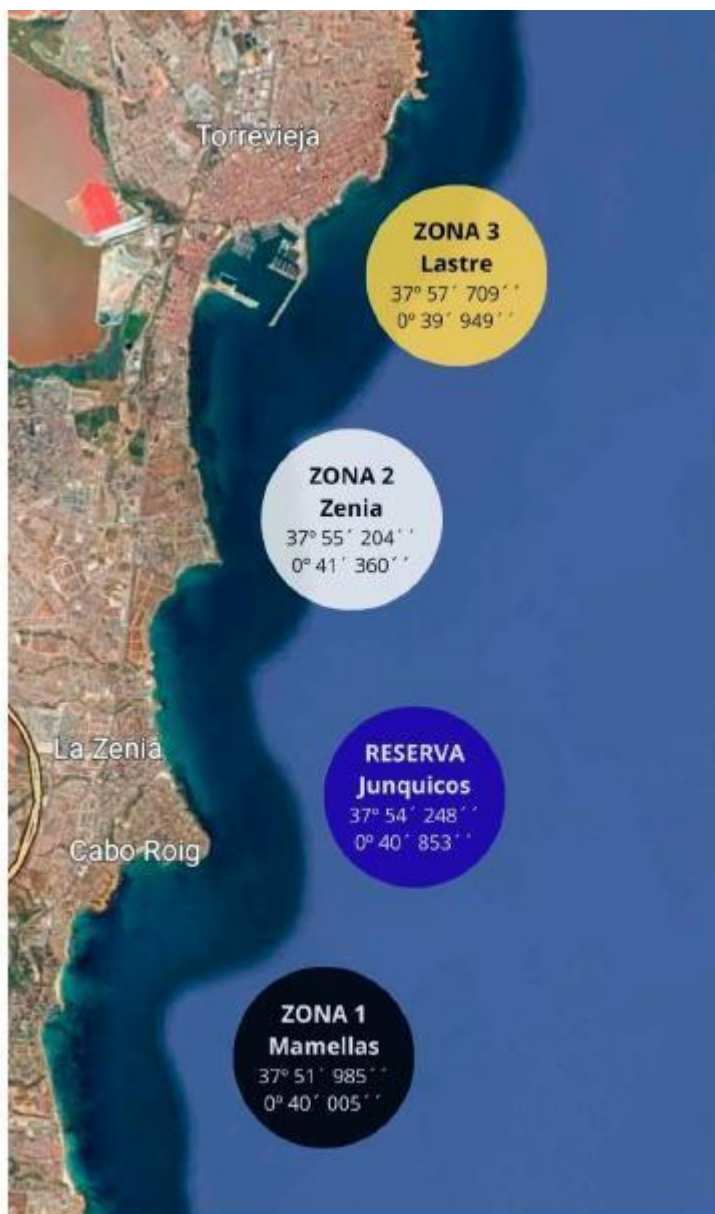 Torrevieja
ZONA 3
Lastre
37º 57´ 709´´
0º 39´ 949´´
ZONA 2
Zenia
37º 55´ 204´´
0º 41´ 360´´
La Zenia
RESERVA
Junquicos
37º 54´ 248´´
0º 40´ 853´´
Cabo Roig
ZONA 1
Mamellas
37º 51´ 985´´
0º 40´ 005´´